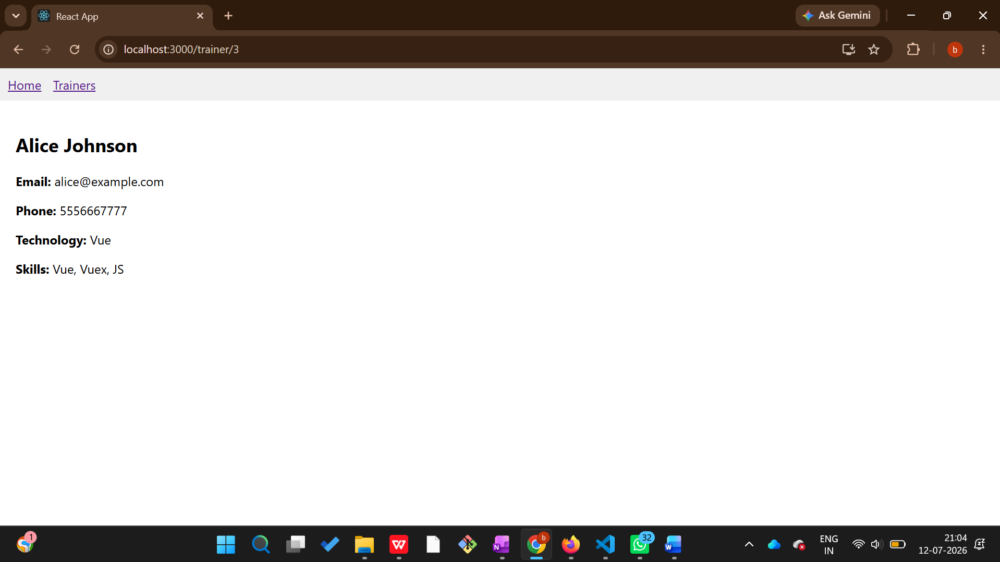 React App
Ask Gemini
localhost:3000/trainer/3
b
Home Trainers
Alice Johnson
Email: alice@example.com
Phone: 5556667777
Technology: Vue
Skills: Vue, Vuex, JS
1
W
N
b
32
W
ENG
IN
21:04
12-07-2026